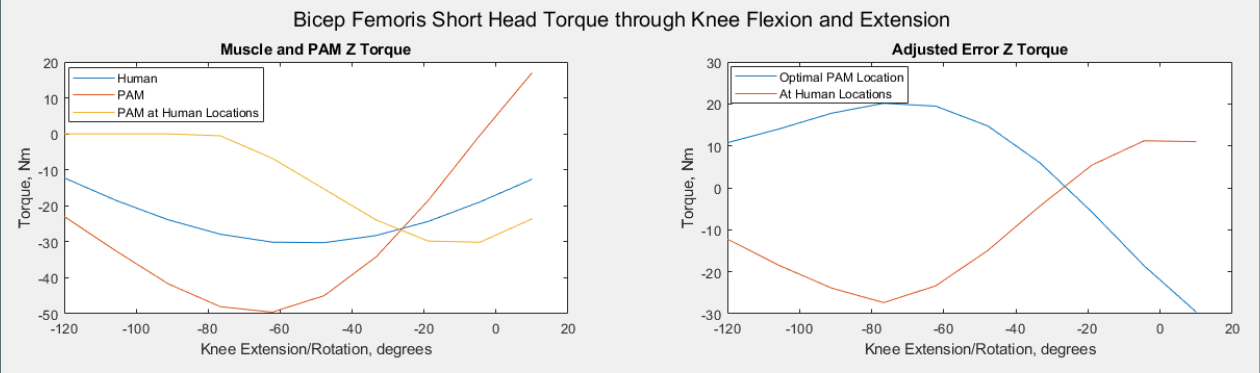 Bicep Femoris Short Head Torque through Knee Flexion and Extension
Muscle and PAM Z Torque
Human
PAM
PAM at Human Locations
20
10
0
-10
-20
-30
-40
-50
Torque, Nm
-120 -100 -80 -60 -40 -20 0 20
Knee Extension/Rotation, degrees
Adjusted Error Z Torque
Optimal PAM Location
At Human Locations
30
20
10
0
-10
-20
-30
Torque, Nm
-120 -100 -80 -60 -40 -20 0 20
Knee Extension/Rotation, degrees